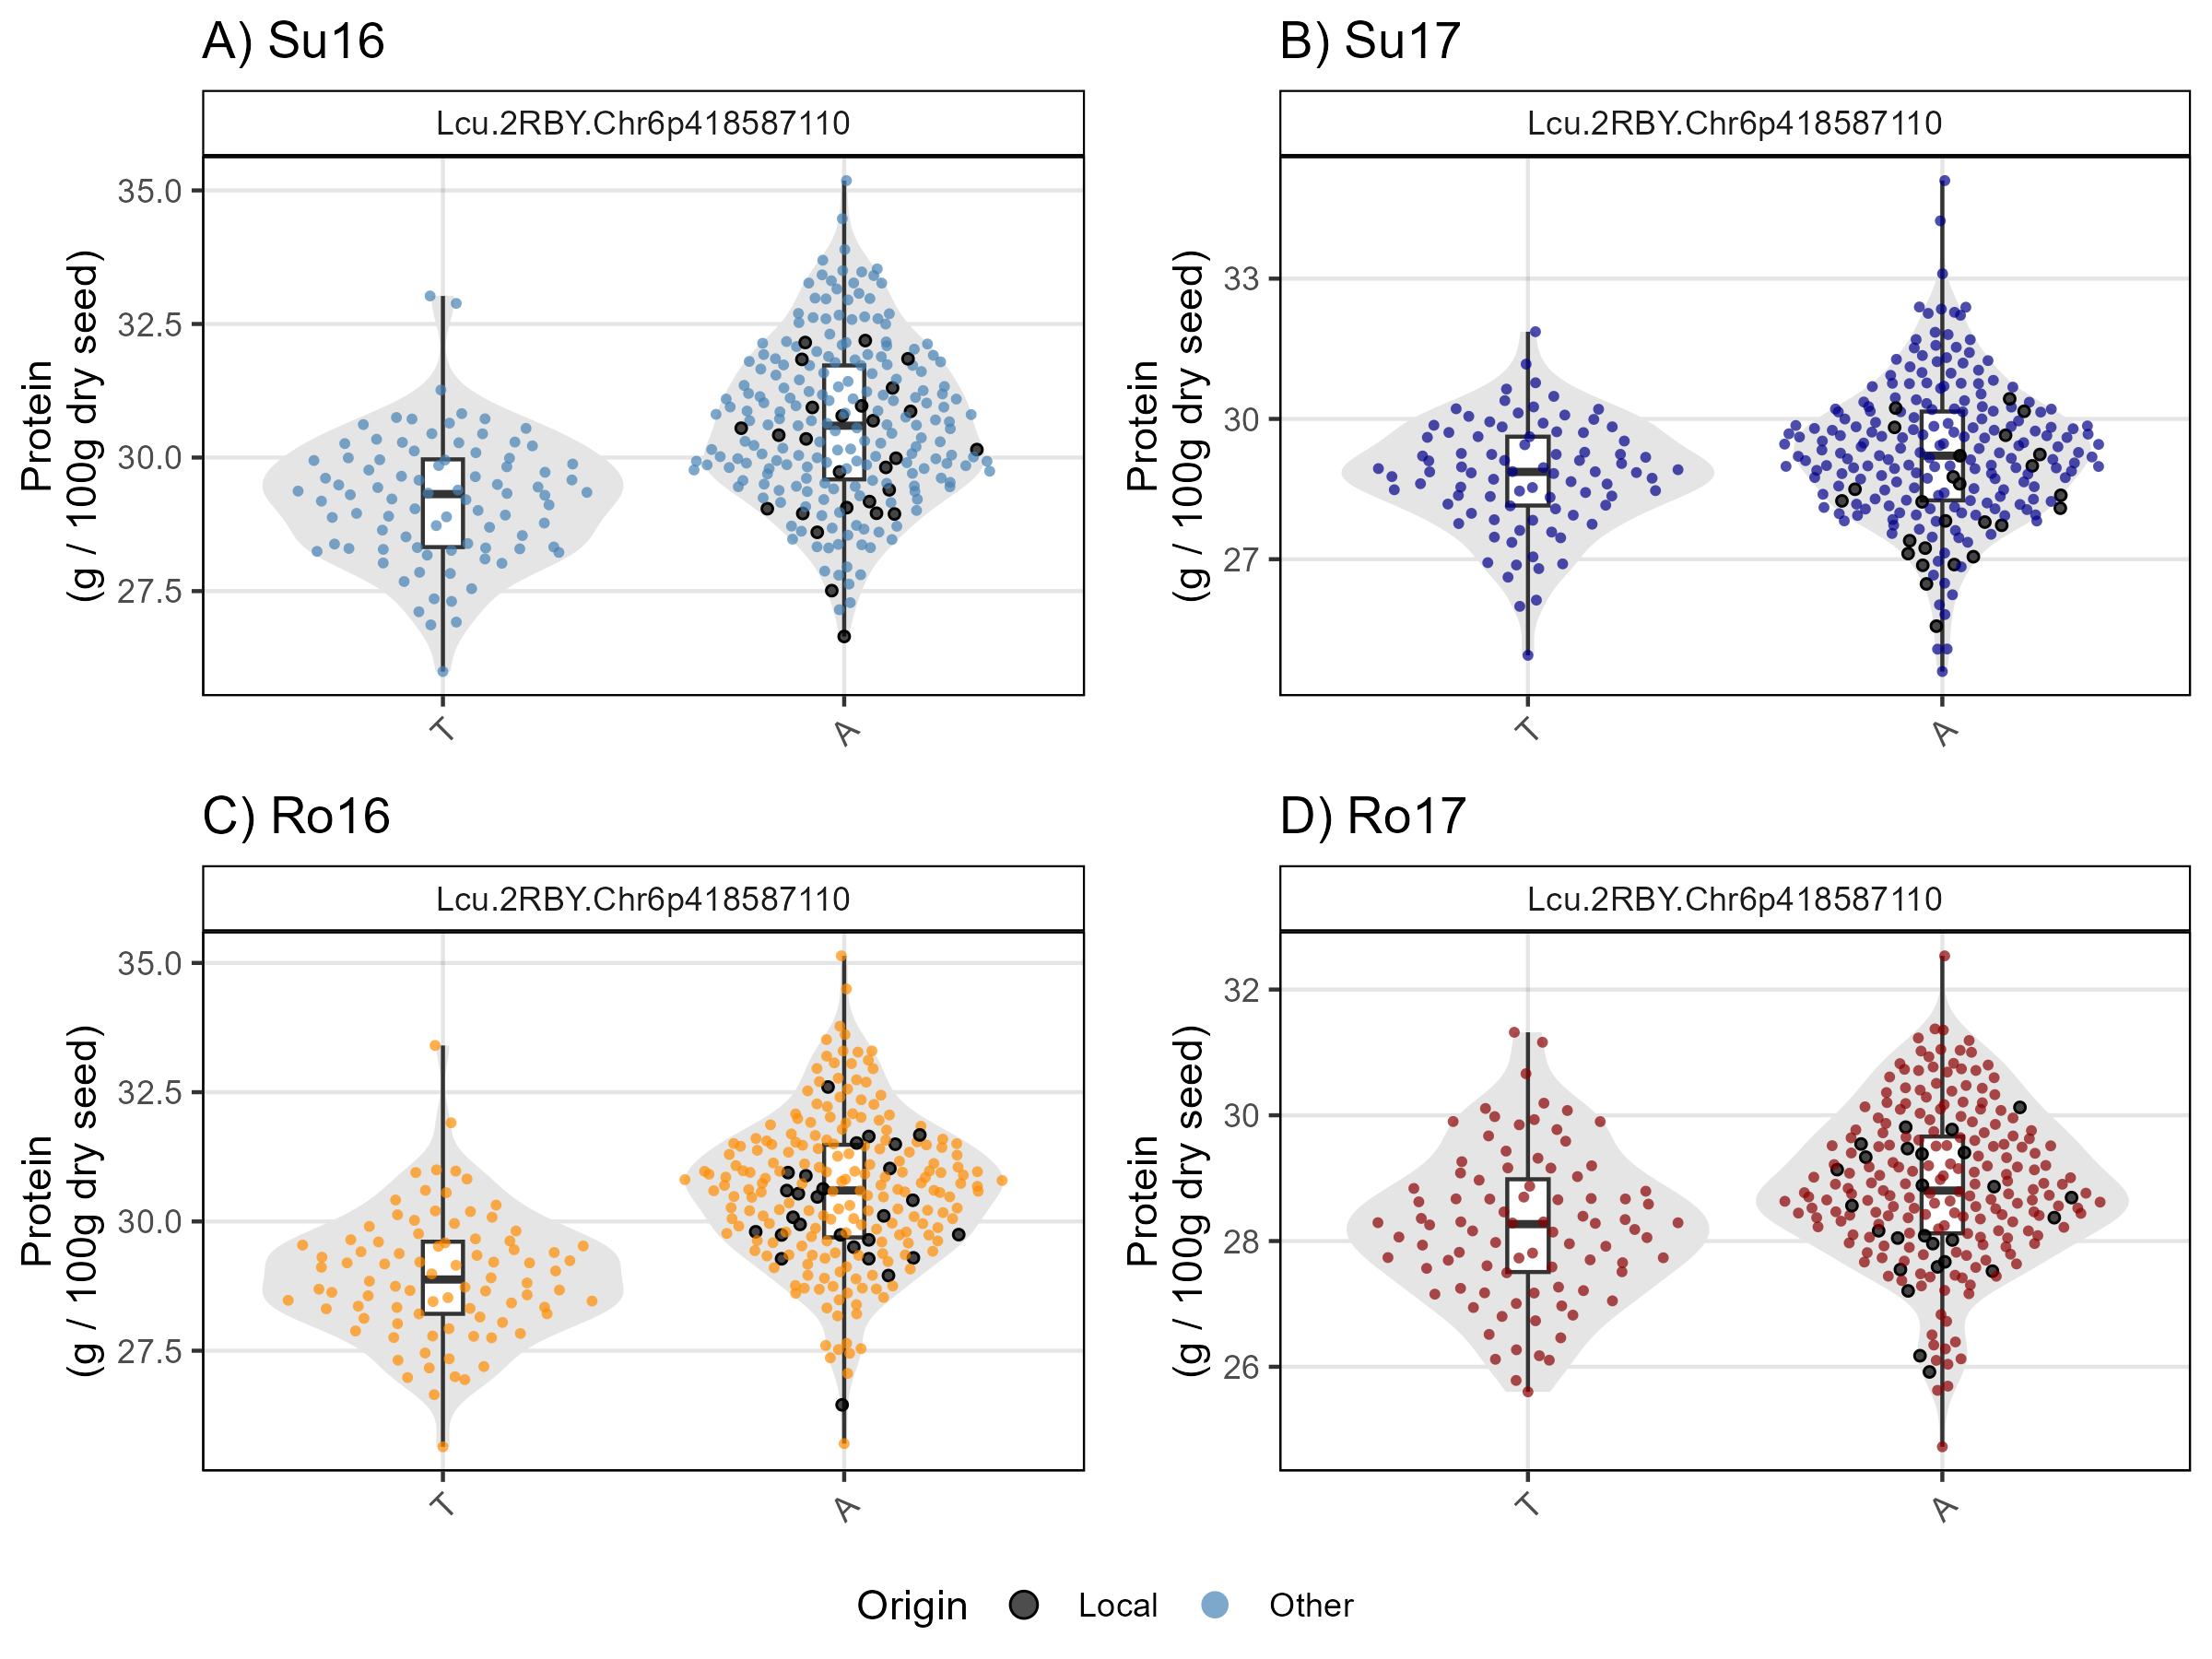 A) Su16
Lcu.2RBY.Chr6p418587110
Protein
(g / 100g dry seed)
35.0
32.5
30.0
27.5
T
A
B) Su17
Lcu.2RBY.Chr6p418587110
Protein
(g / 100g dry seed)
33
30
27
T
A
C) Ro16
Lcu.2RBY.Chr6p418587110
Protein
(g / 100g dry seed)
35.0
32.5
30.0
27.5
T
A
D) Ro17
Lcu.2RBY.Chr6p418587110
Protein
(g / 100g dry seed)
32
30
28
26
T
A
Origin Local Other